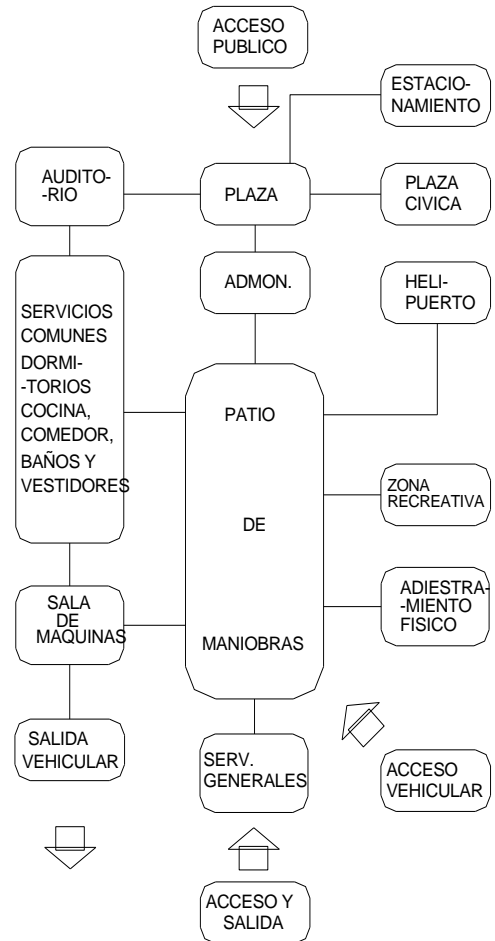 ACCESO
PUBLICO
ESTACIO-
NAMIENTO
AUDITO-
-RIO
PLAZA
PLAZA
CIVICA
ADMON.
HELI-
PUERTO
SERVICIOS
COMUNES
DORMI-
-TORIOS
COCINA,
COMEDOR,
BAÑOS Y
VESTIDORES
PATIO
DE
MANIOBRAS
ZONA
RECREATIVA
ADIESTRA-
-MIENTO
FISICO
SALA
DE
MAQUINAS
SALIDA
VEHICULAR
SERV.
GENERALES
ACCESO
VEHICULAR
ACCESO Y
SALIDA